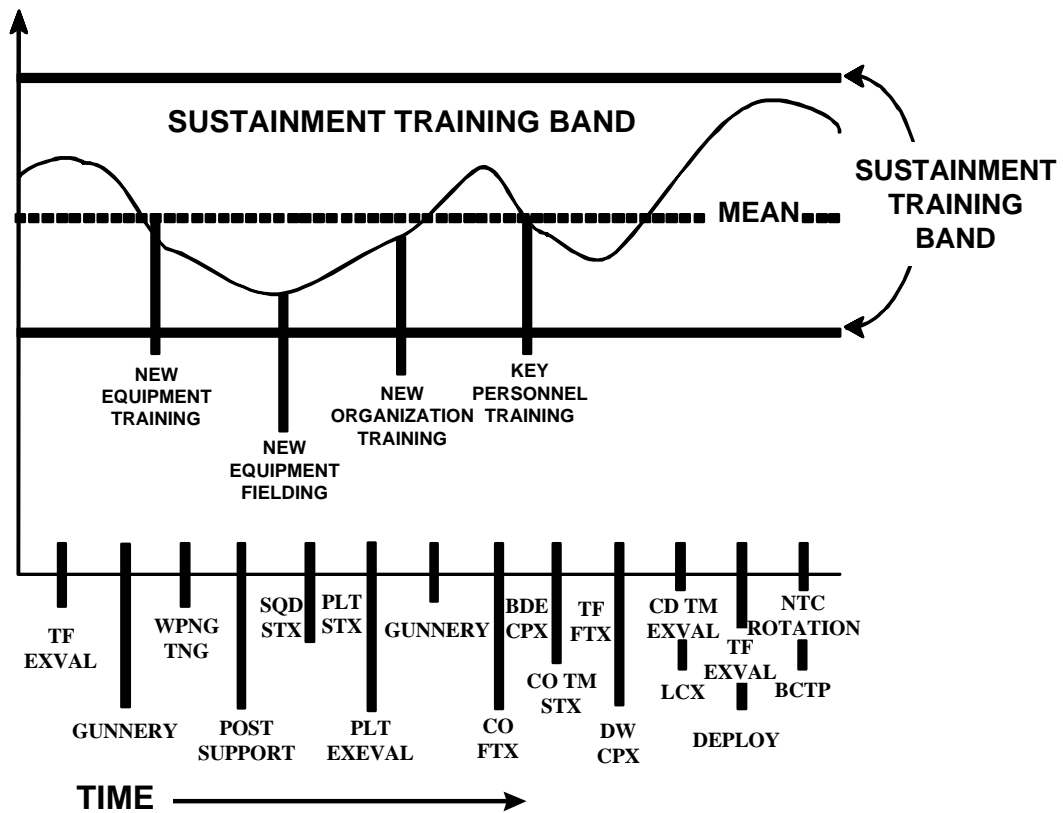 SUSTAINMENT TRAINING BAND
SUSTAINMENT
TRAINING
BAND
MEAN
NEW
EQUIPMENT
TRAINING
NEW
EQUIPMENT
FIELDING
NEW
ORGANIZATION
TRAINING
KEY
PERSONNEL
TRAINING
TF
EXVAL
GUNNERY
WPNG
TNG
POST
SUPPORT
SQD
STX
PLT
STX
PLT
EXEVAL
GUNNERY
CO
FTX
BDE
CPX
CO TM
STX
TF
FTX
DW
CPX
CD TM
EXVAL
LCX
TF
EXVAL
DEPLOY
NTC
ROTATION
BCTP
TIME